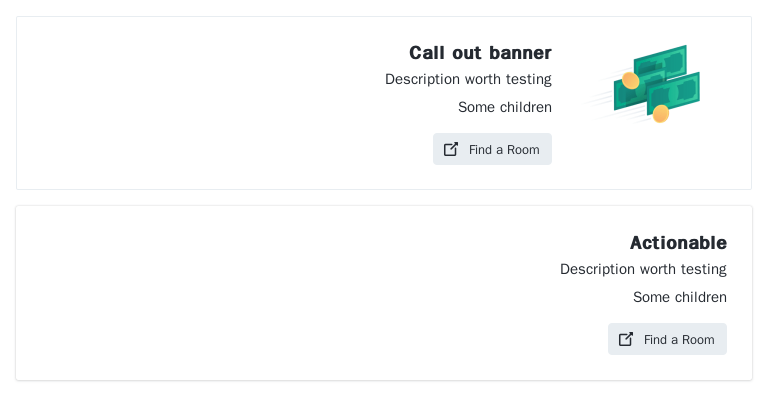 Call out banner
Description worth testing
Some children
Find a Room
Actionable
Description worth testing
Some children
Find a Room